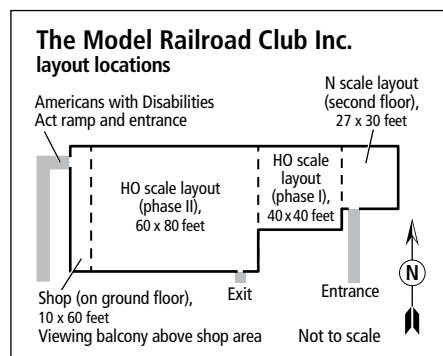 The Model Railroad Club Inc.
layout locations
Americans with Disabilities
Act ramp and entrance
N scale layout
(second floor),
27 x 30 feet
HO scale layout
(phase II),
60 x 80 feet
HO scale
layout
(phase I),
40 x 40 feet
Shop (on ground floor),
10 x 60 feet
Viewing balcony above shop area
Exit
Entrance
Not to scale
N